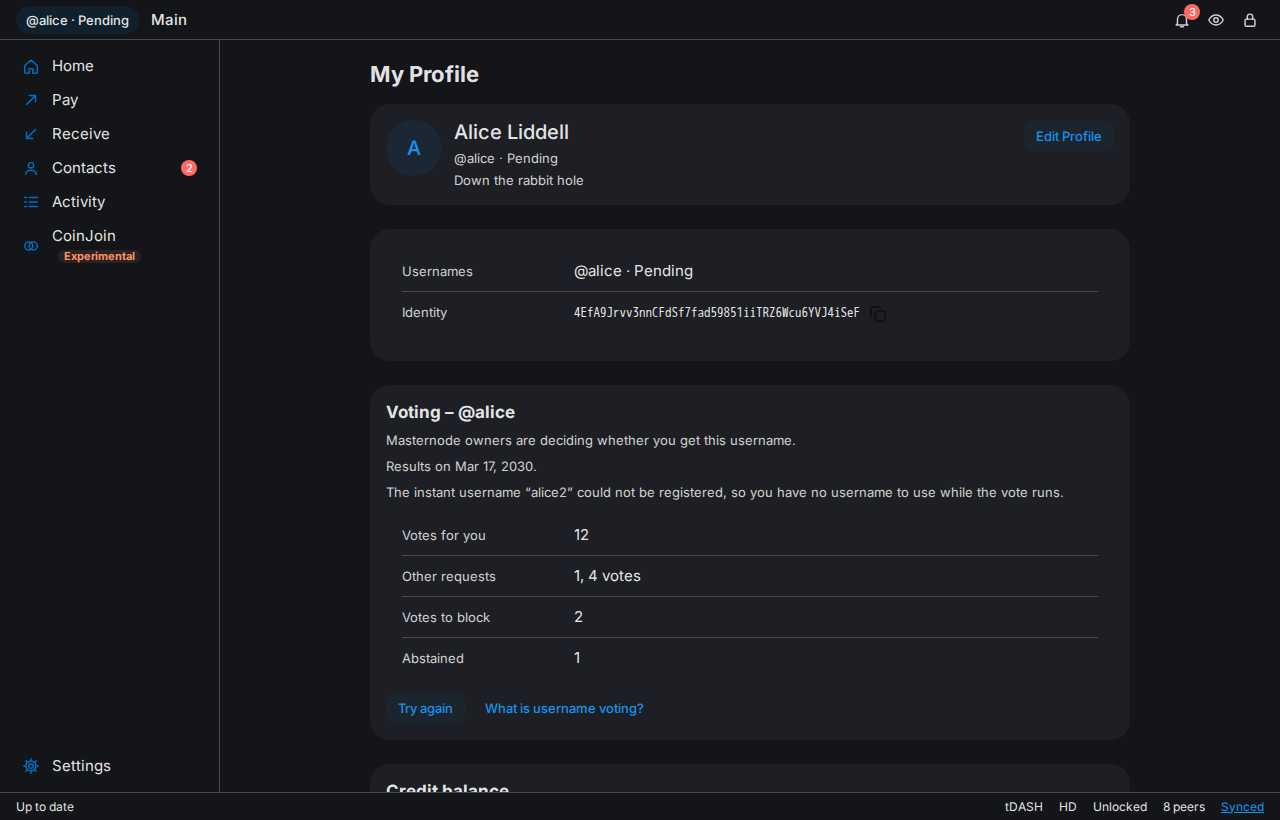 @alice · Pending Main 3
Home
Pay
Receive
Contacts 2
Activity
CoinJoin
Experimental
Settings
My Profile
A
Alice Liddell
@alice · Pending
Down the rabbit hole
Edit Profile
Usernames @alice · Pending
Identity 4EfA9Jrvv3nnCFdSf7fad59851iiTRZ6Wcu6YVJ4iSeF
Voting – @alice
Masternode owners are deciding whether you get this username.
Results on Mar 17, 2030.
The instant username “alice2” could not be registered, so you have no username to use while the vote runs.
Votes for you 12
Other requests 1, 4 votes
Votes to block 2
Abstained 1
Try again What is username voting?
Credit balance
Up to date tDASH HD Unlocked 8 peers Synced